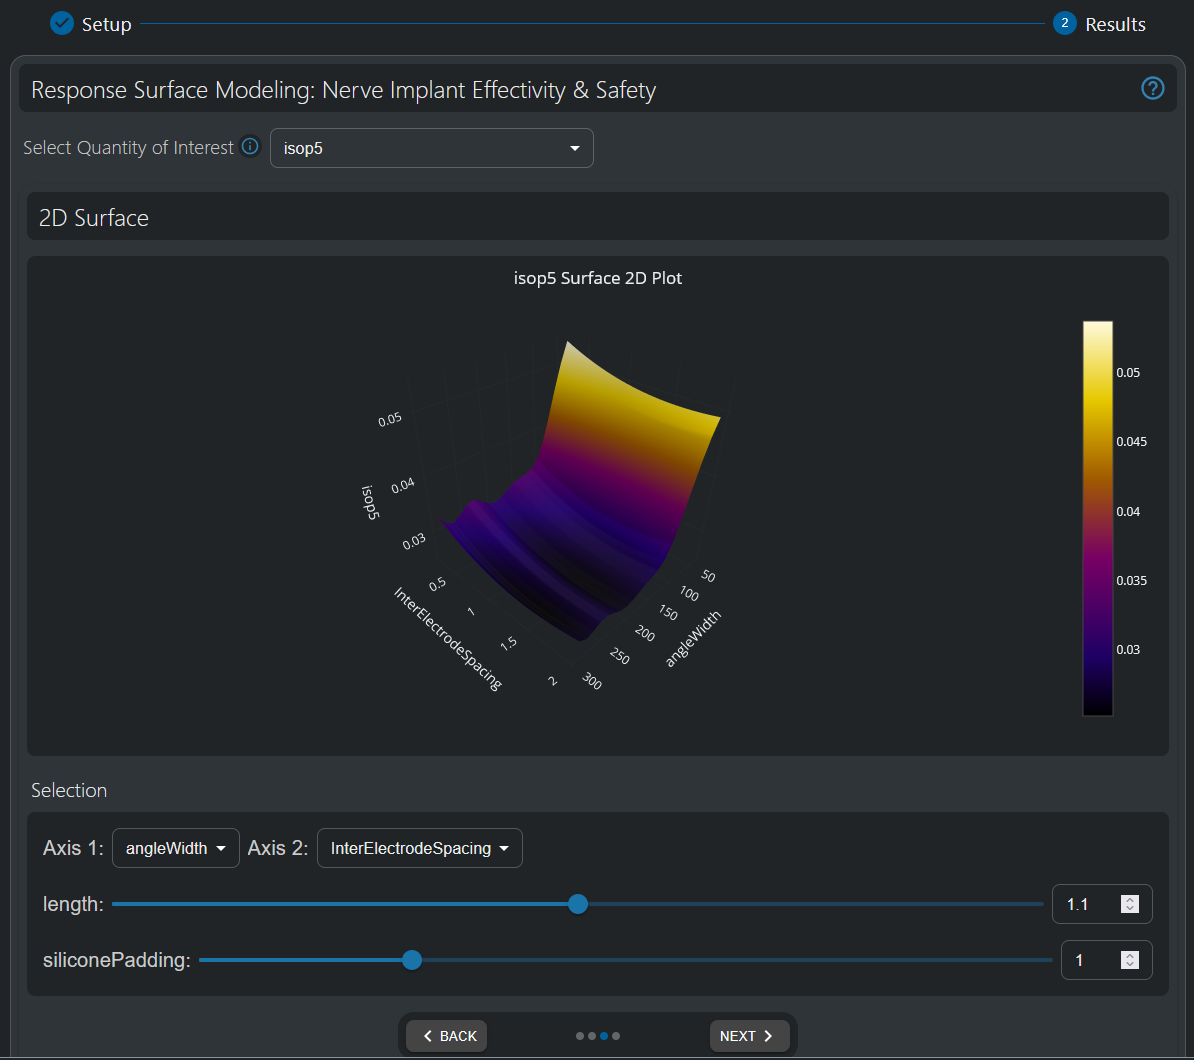 Setup
2 Results
Response Surface Modeling: Nerve Implant Effectivity & Safety
?
Select Quantity of Interest
isop5
2D Surface
isop5 Surface 2D Plot
0.05
0.04
0.03
isop5
0.5
1
1.5
2
InterElectrodeSpacing
50
100
150
200
250
300
angleWidth
0.05
0.045
0.04
0.035
0.03
Selection
Axis 1: angleWidth Axis 2: InterElectrodeSpacing
length: 1.1
siliconePadding: 1
BACK NEXT